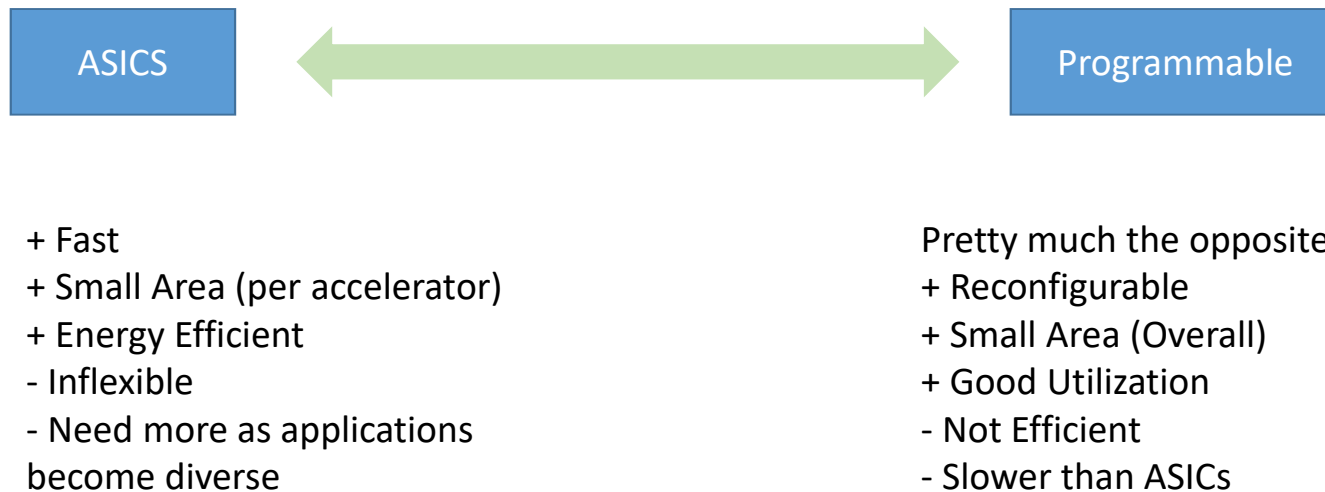 ASICS
Programmable
+ Fast
+ Small Area (per accelerator)
+ Energy Efficient
- Inflexible
- Need more as applications
become diverse
Pretty much the opposite
+ Reconfigurable
+ Small Area (Overall)
+ Good Utilization
- Not Efficient
- Slower than ASICs